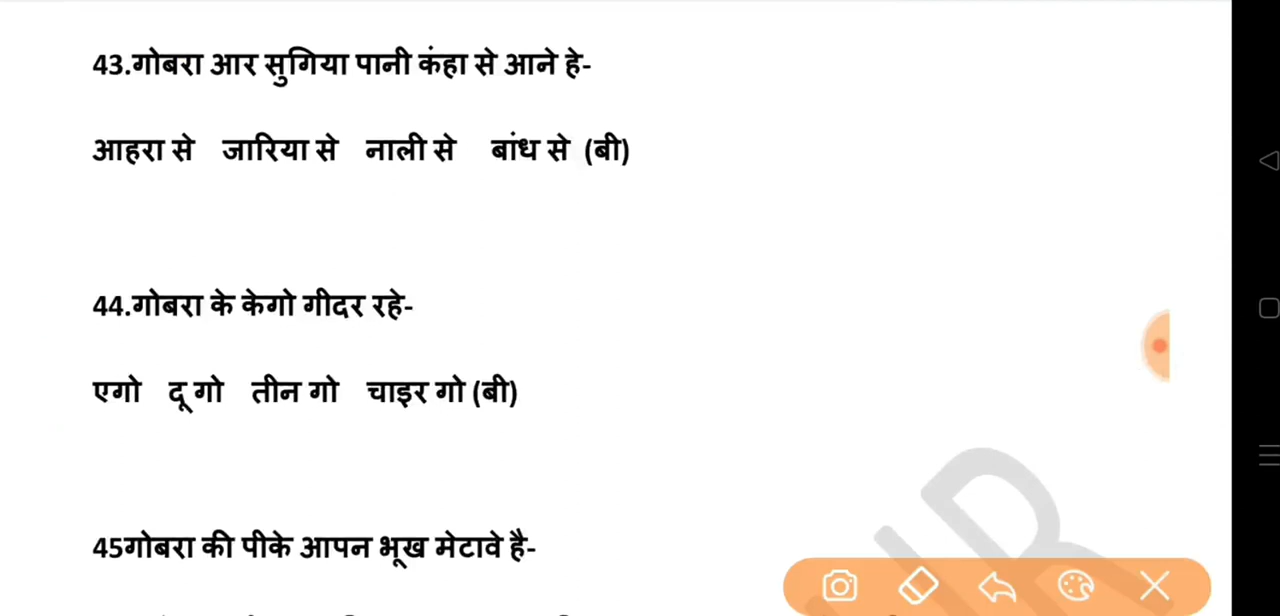 43.गोबरा आर सुगिया पानी कंहा से आने हे-
आहरा से जारिया से नाली से बांध से (बी)
44.गोबरा के केगो गीदर रहे-
एगो दू गो तीन गो चाइर गो (बी)
45गोबरा की पीके आपन भूख मेटावे है-